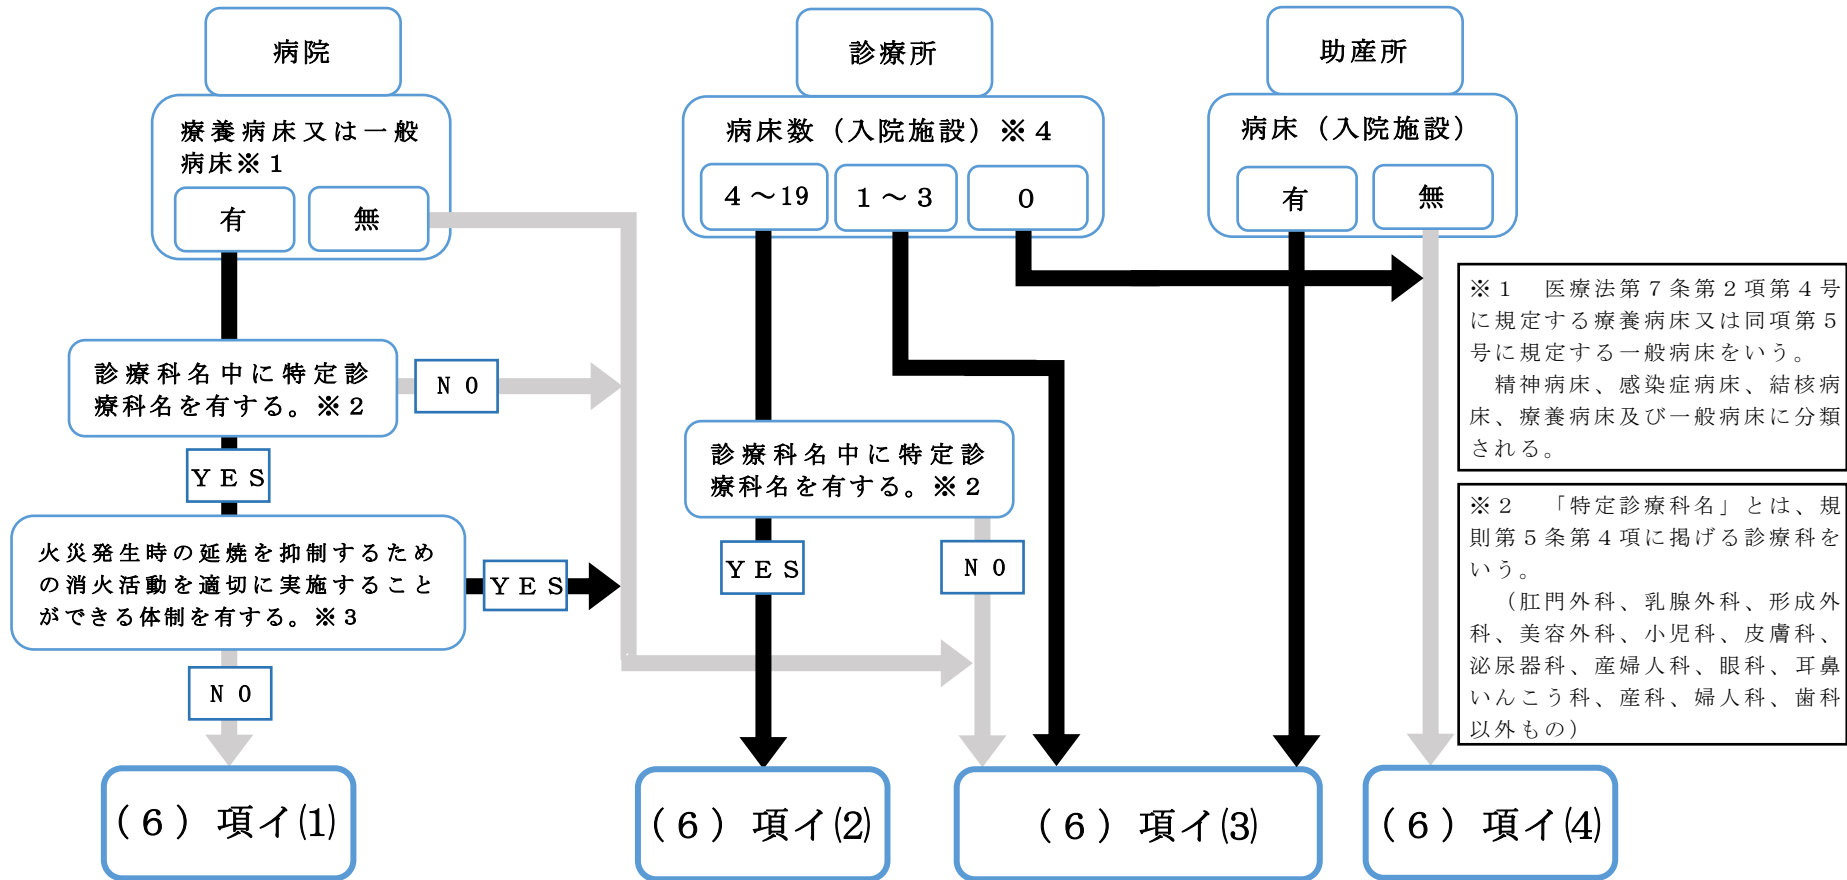 病院
療養病床又は一般
病床※１
有
無
診療科名中に特定診
療科名を有する。※２
ＮＯ
ＹＥＳ
火災発生時の延焼を抑制するため
の消火活動を適切に実施すること
ができる体制を有する。※３
ＹＥＳ
ＮＯ
（６）項イ⑴
診療所
病床数（入院施設）※４
４～19
１～３
０
診療科名中に特定診
療科名を有する。※２
ＹＥＳ
ＮＯ
（６）項イ⑵
（６）項イ⑶
助産所
病床（入院施設）
有
無
（６）項イ⑷
※１　医療法第７条第２項第４号
に規定する療養病床又は同項第５
号に規定する一般病床をいう。
　精神病床、感染症病床、結核病
床、療養病床及び一般病床に分類
される。
※２　「特定診療科名」とは、規
則第５条第４項に掲げる診療科を
いう。
　（肛門外科、乳腺外科、形成外
科、美容外科、小児科、皮膚科、
泌尿器科、産婦人科、眼科、耳鼻
いんこう科、産科、婦人科、歯科
以外もの）